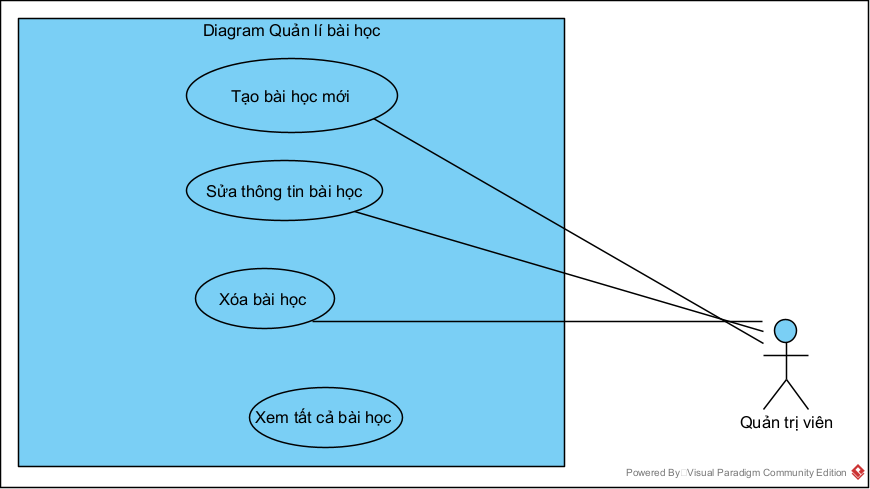 Diagram Quản lí bài học
Tạo bài học mới
Sửa thông tin bài học
Xóa bài học
Xem tất cả bài học
Quản trị viên
Powered By Visual Paradigm Community Edition